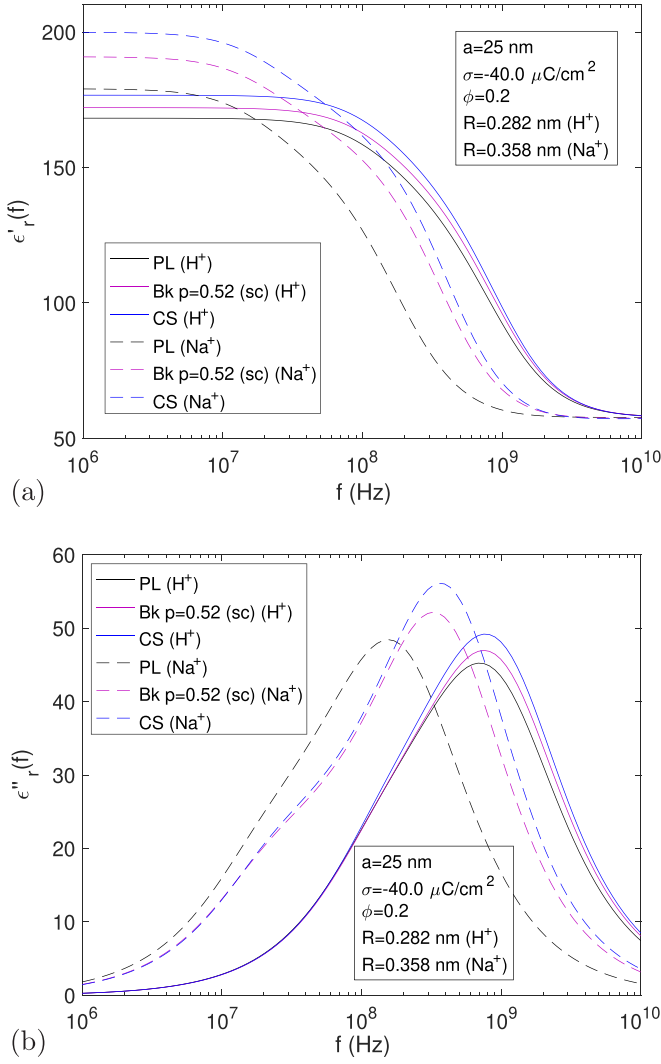 200
150
100
50
ϵ'r(f)
a=25 nm
σ=-40.0 μC/cm²
ϕ=0.2
R=0.282 nm (H⁺)
R=0.358 nm (Na⁺)
PL (H⁺)
Bk p=0.52 (sc) (H⁺)
CS (H⁺)
PL (Na⁺)
Bk p=0.52 (sc) (Na⁺)
CS (Na⁺)
10⁶ 10⁷ 10⁸ 10⁹ 10¹⁰
(a) f (Hz)
60
50
40
30
20
10
0
ϵ''r(f)
PL (H⁺)
Bk p=0.52 (sc) (H⁺)
CS (H⁺)
PL (Na⁺)
Bk p=0.52 (sc) (Na⁺)
CS (Na⁺)
a=25 nm
σ=-40.0 μC/cm²
ϕ=0.2
R=0.282 nm (H⁺)
R=0.358 nm (Na⁺)
10⁶ 10⁷ 10⁸ 10⁹ 10¹⁰
(b) f (Hz)